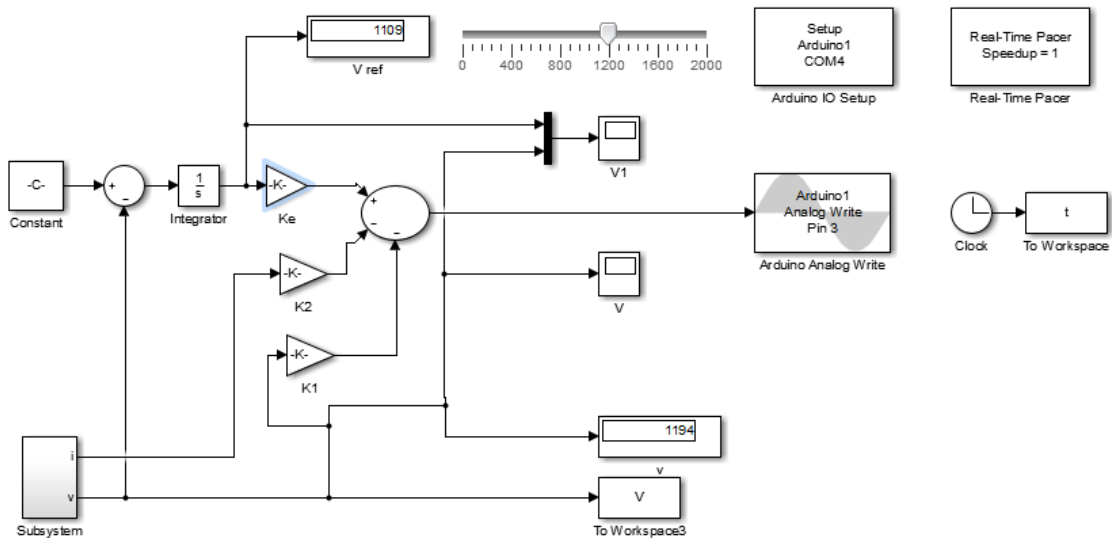 1109
V ref
0 400 800 1200 1600 2000
Setup
Arduino1
COM4
Arduino IO Setup
Real-Time Pacer
Speedup = 1
Real-Time Pacer
-C-
Constant
+
−
1
s
Integrator
-K-
Ke
+
−
−
V1
Arduino1
Analog Write
Pin 3
Arduino Analog Write
Clock
t
To Workspace
-K-
K2
V
-K-
K1
1194
v
i
v
Subsystem
V
To Workspace3